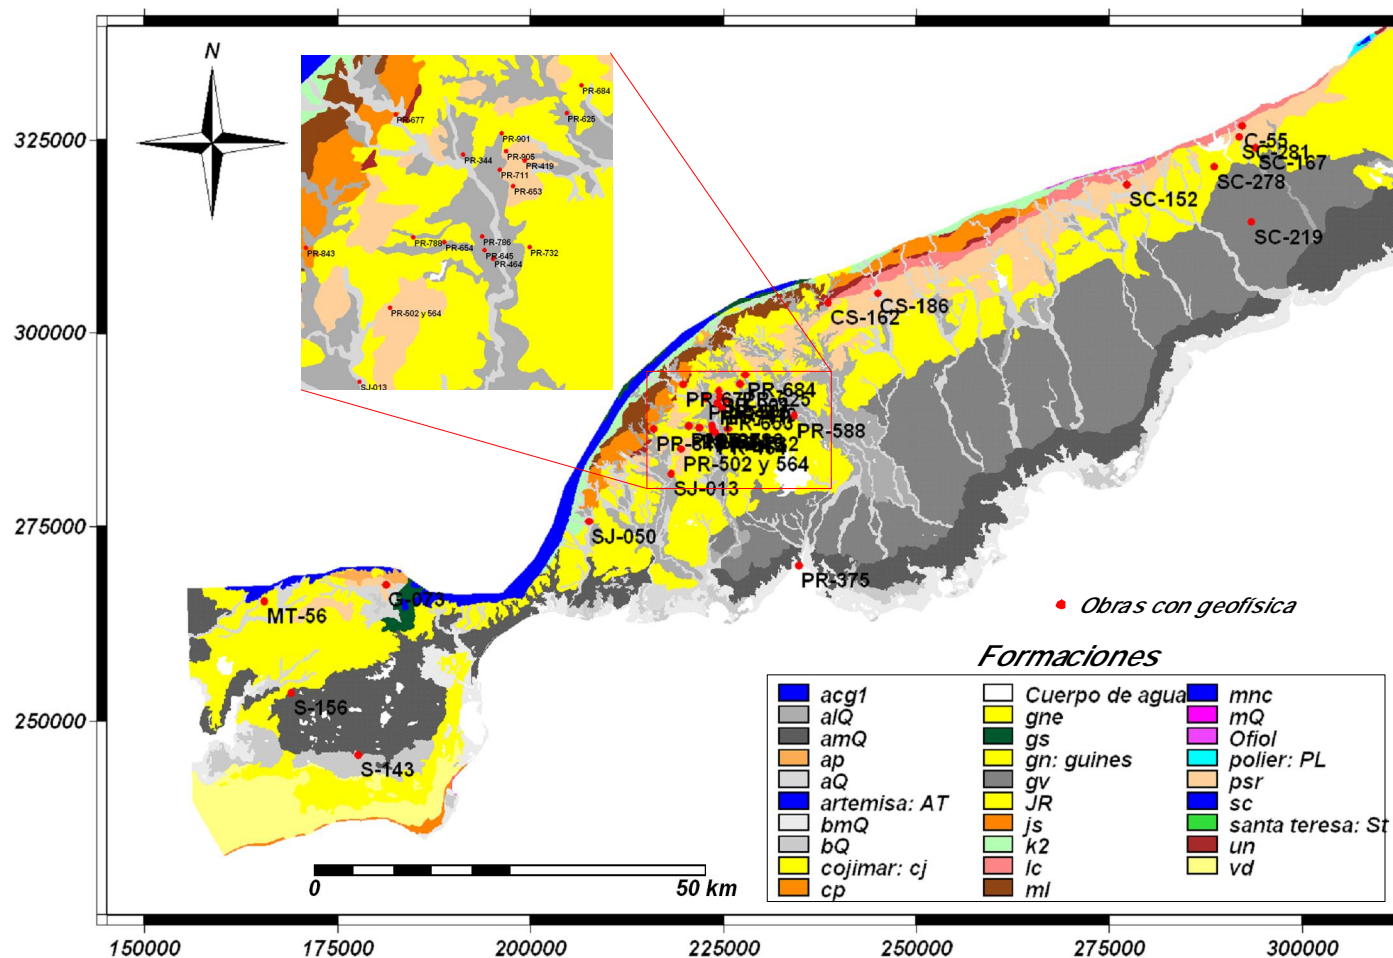 N
325000
300000
275000
250000
150000
175000
200000
225000
250000
275000
300000
PR-684
PR-625
PR-677
PR-901
PR-905
PR-344
PR-419
PR-711
PR-653
PR-788
PR-654
PR-786
PR-645
PR-464
PR-732
PR-843
PR-502 y 564
SJ-013
C-55
SC-281
SC-167
SC-278
SC-152
SC-219
CS-186
CS-162
PR-684
PR-588
PR-502 y 564
SJ-013
SJ-050
PR-375
G-073
MT-56
S-156
S-143
Obras con geofísica
0
50 km
Formaciones
acg1
alQ
amQ
ap
aQ
artemisa: AT
bmQ
bQ
cojimar: cj
cp
Cuerpo de agua
gne
gs
gn: guines
gv
JR
js
k2
lc
ml
mnc
mQ
Ofiol
polier: PL
psr
sc
santa teresa: St
un
vd